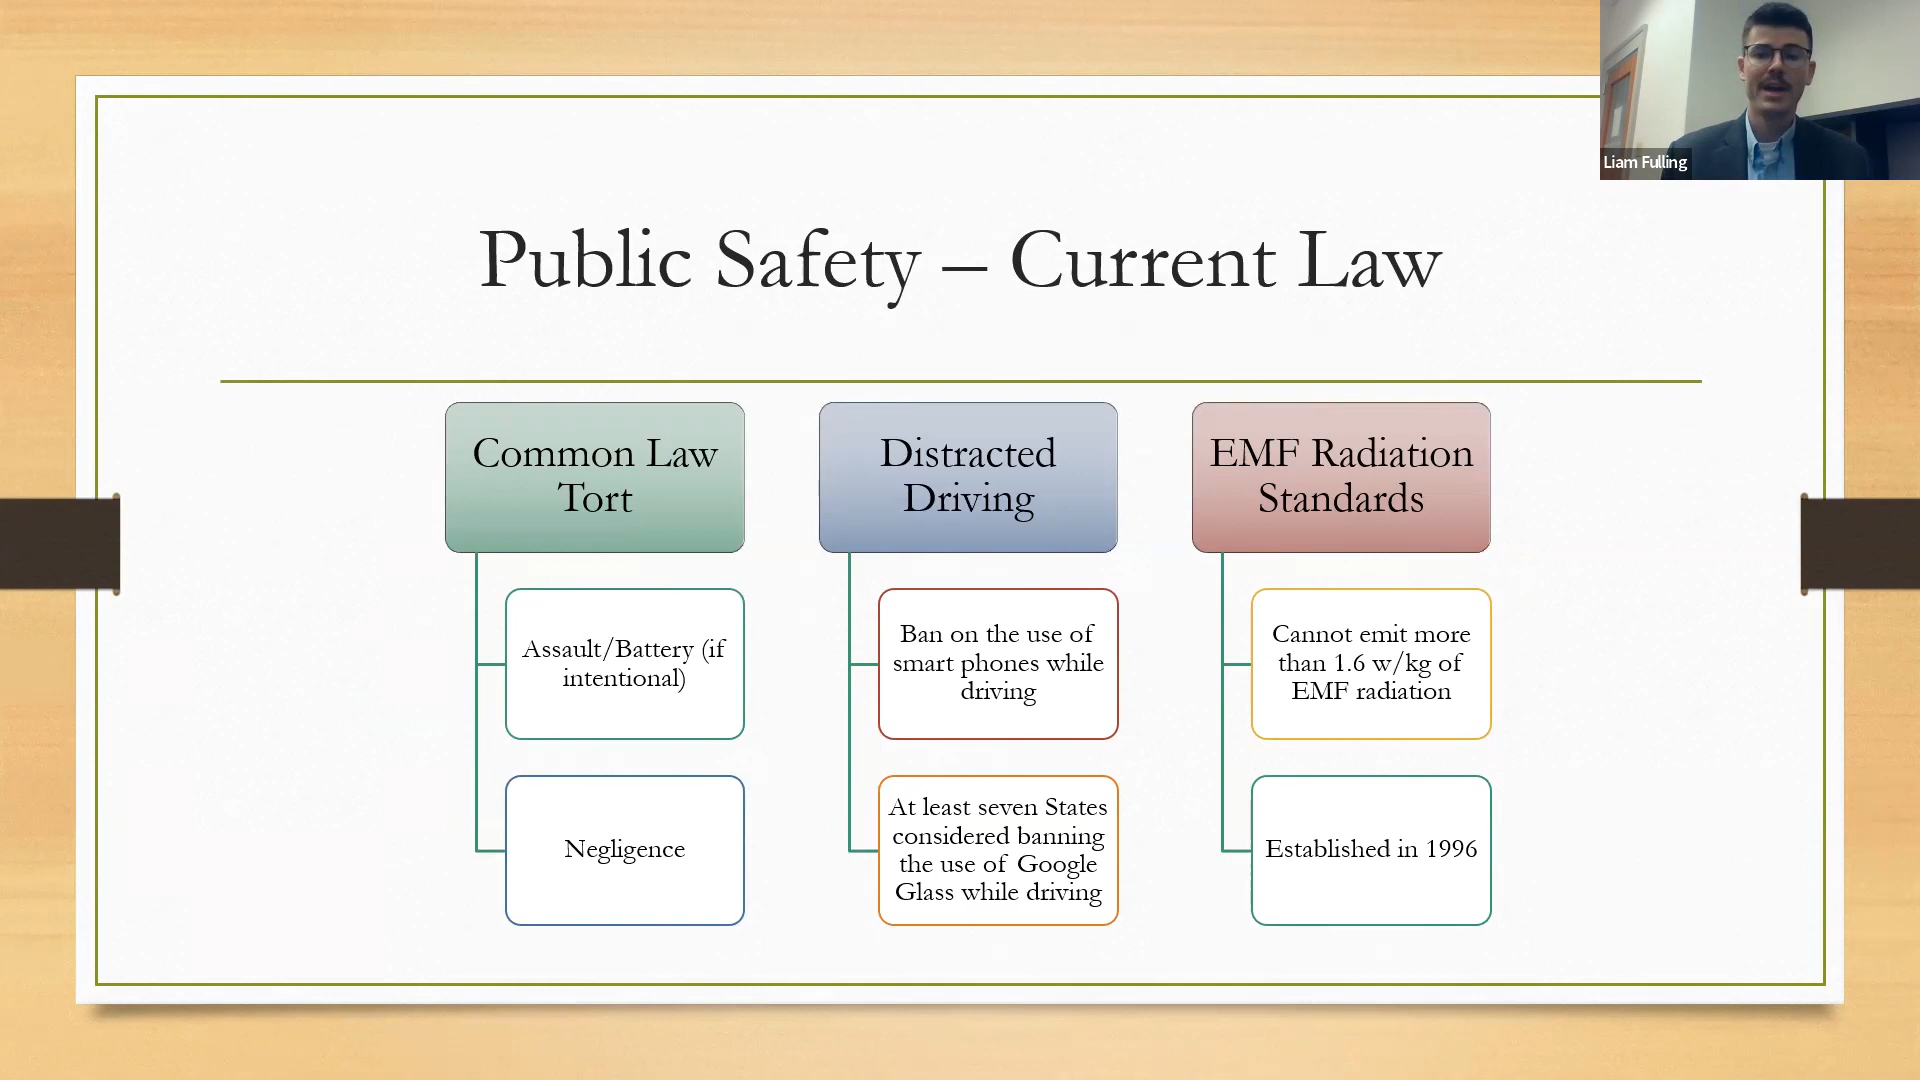 Liam Fulling
Public Safety – Current Law
Common Law
Tort
Assault/Battery (if
intentional)
Negligence
Distracted
Driving
Ban on the use of
smart phones while
driving
At least seven States
considered banning
the use of Google
Glass while driving
EMF Radiation
Standards
Cannot emit more
than 1.6 w/kg of
EMF radiation
Established in 1996